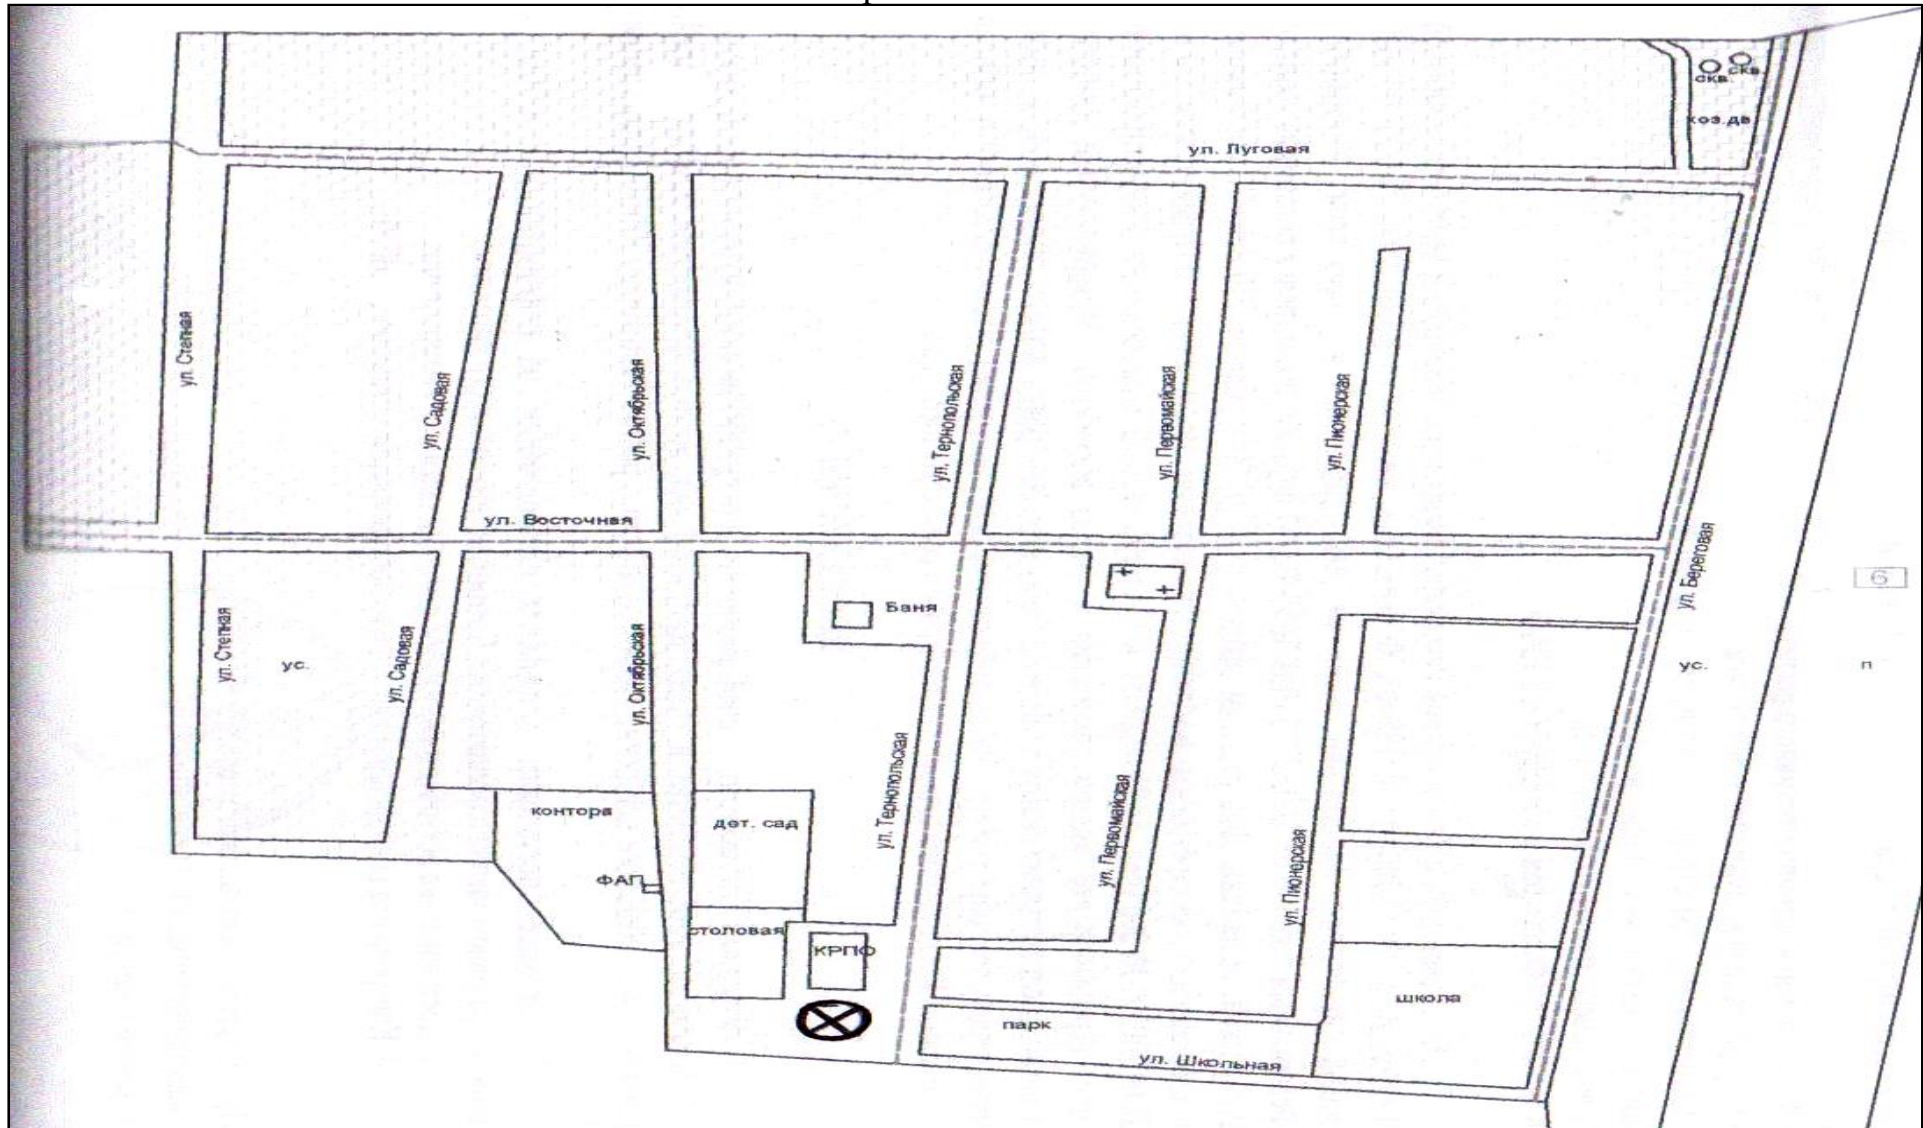 скв.
скв.
хоз.дв.
ул. Луговая
ул. Степная
ул. Садовая
ул. Октябрьская
ул. Тернопольская
ул. Первомайская
ул. Пионерская
ул. Восточная
ул. Береговая
6
Баня
ул. Степная
ус.
ул. Садовая
ул. Октябрьская
ус.
п
ул. Тернопольская
ул. Первомайская
ул. Пионерская
контора
дет. сад
ФАП
столовая
КРПО
школа
парк
ул. Школьная